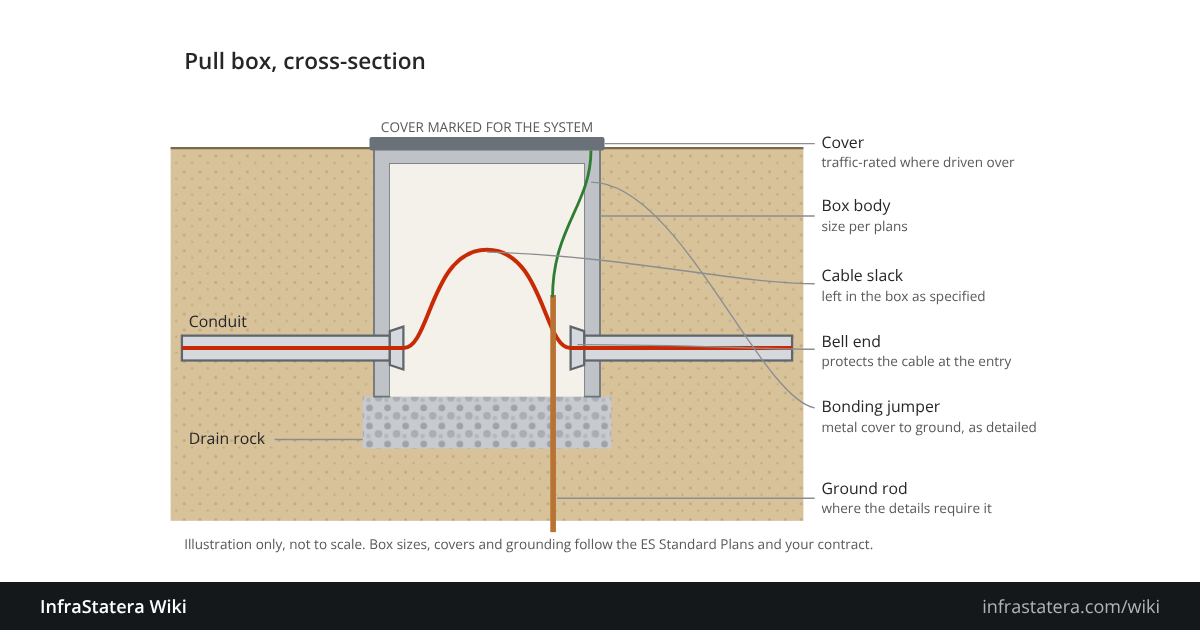 Pull box, cross-section
COVER MARKED FOR THE SYSTEM
Cover
traffic-rated where driven over
Box body
size per plans
Cable slack
left in the box as specified
Conduit
Bell end
protects the cable at the entry
Bonding jumper
metal cover to ground, as detailed
Drain rock
Ground rod
where the details require it
Illustration only, not to scale. Box sizes, covers and grounding follow the ES Standard Plans and your contract.
InfraStatera Wiki
infrastatera.com/wiki